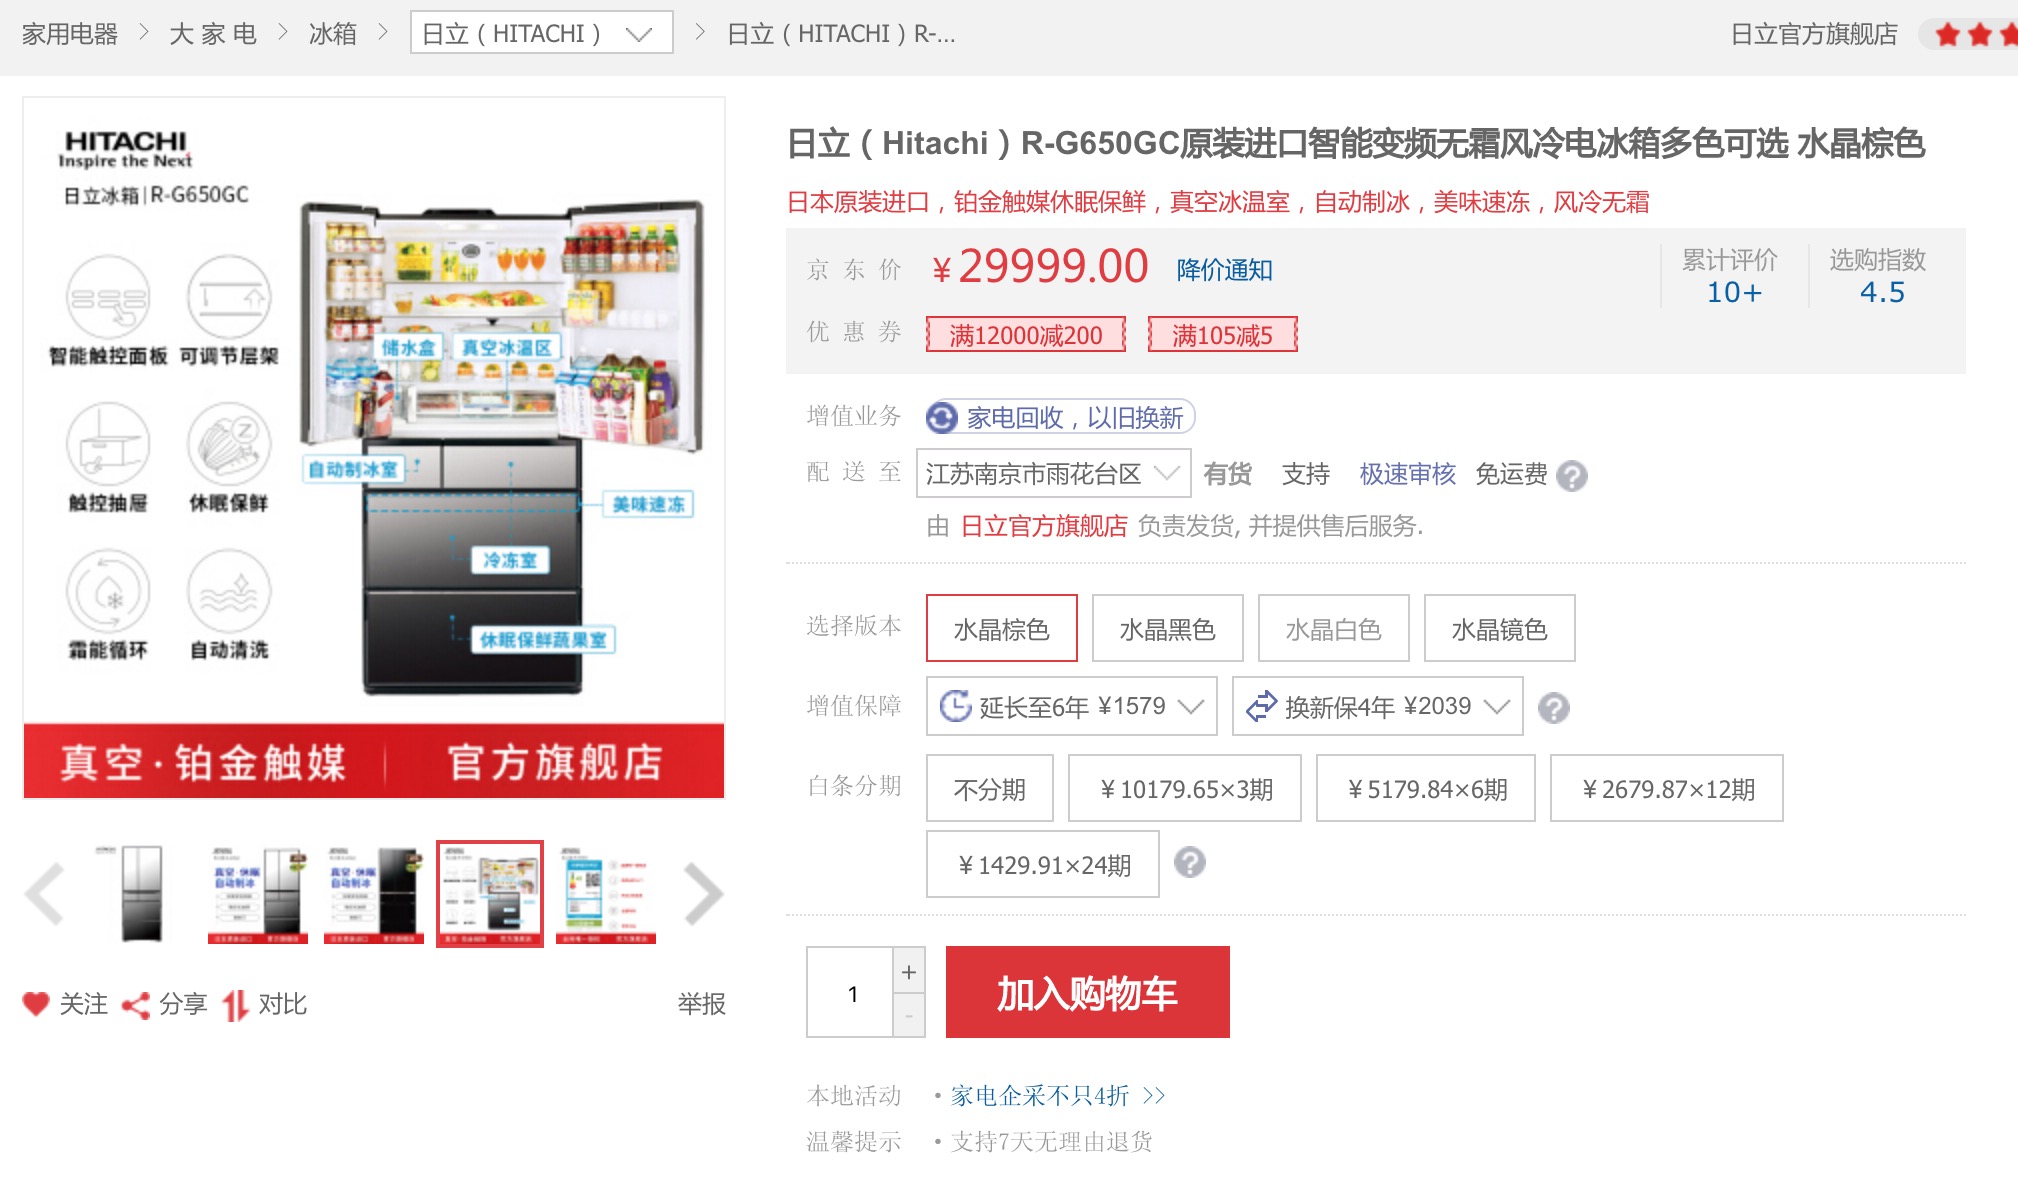 家用电器 > 大 家 电 > 冰箱 > 日立（HITACHI） > 日立（HITACHI）R-...
日立官方旗舰店
HITACHI
Inspire the Next
日立冰箱|R-G650GC
智能触控面板 可调节层架
触控抽屉 休眠保鲜
霜能循环 自动清洗
储水盒 真空冰温区
自动制冰室
美味速冻
冷冻室
休眠保鲜蔬果室
真空·铂金触媒 官方旗舰店
真空·休眠
自动制冰
真空·休眠
自动制冰
关注 分享 对比 举报
日立（Hitachi）R-G650GC原装进口智能变频无霜风冷电冰箱多色可选 水晶棕色
日本原装进口，铂金触媒休眠保鲜，真空冰温室，自动制冰，美味速冻，风冷无霜
京 东 价 ￥29999.00 降价通知
累计评价
10+
选购指数
4.5
优 惠 券 满12000减200 满105减5
增值业务 家电回收，以旧换新
配 送 至 江苏南京市雨花台区 有货 支持 极速审核 免运费 ?
由 日立官方旗舰店 负责发货, 并提供售后服务.
选择版本 水晶棕色 水晶黑色 水晶白色 水晶镜色
增值保障 延长至6年 ¥1579 换新保4年 ¥2039 ?
白条分期 不分期 ￥10179.65×3期 ￥5179.84×6期 ￥2679.87×12期
￥1429.91×24期 ?
1 + - 加入购物车
本地活动 · 家电企采不只4折 >>
温馨提示 · 支持7天无理由退货